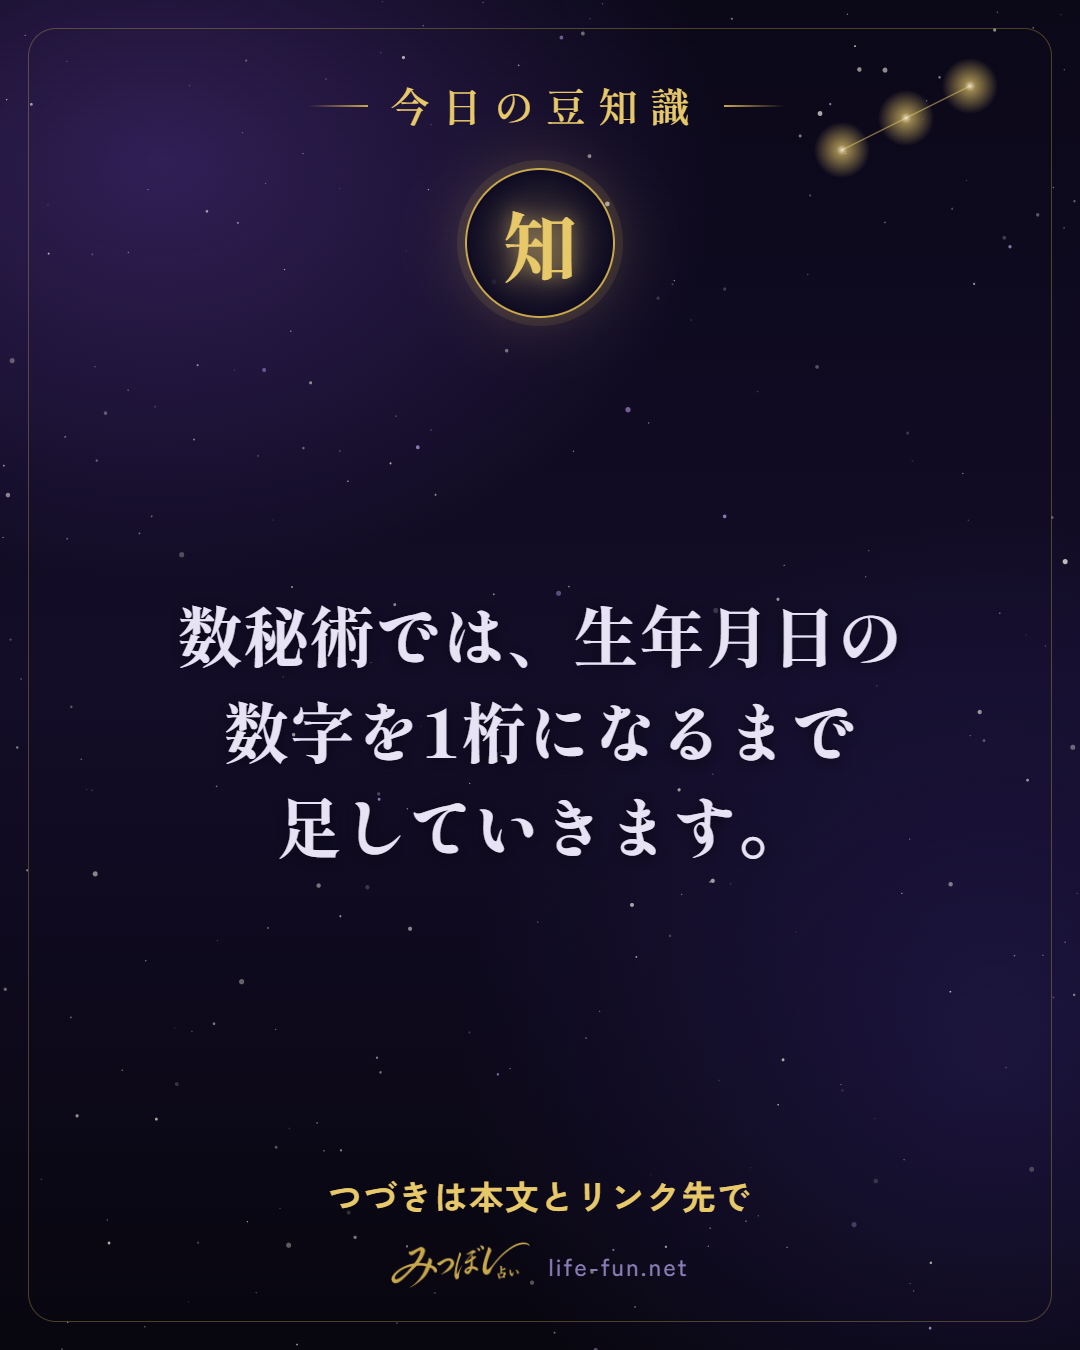 今日の豆知識
知
数秘術では、生年月日の
数字を1桁になるまで
足していきます。
つづきは本文とリンク先で
みつぼし占い life-fun.net